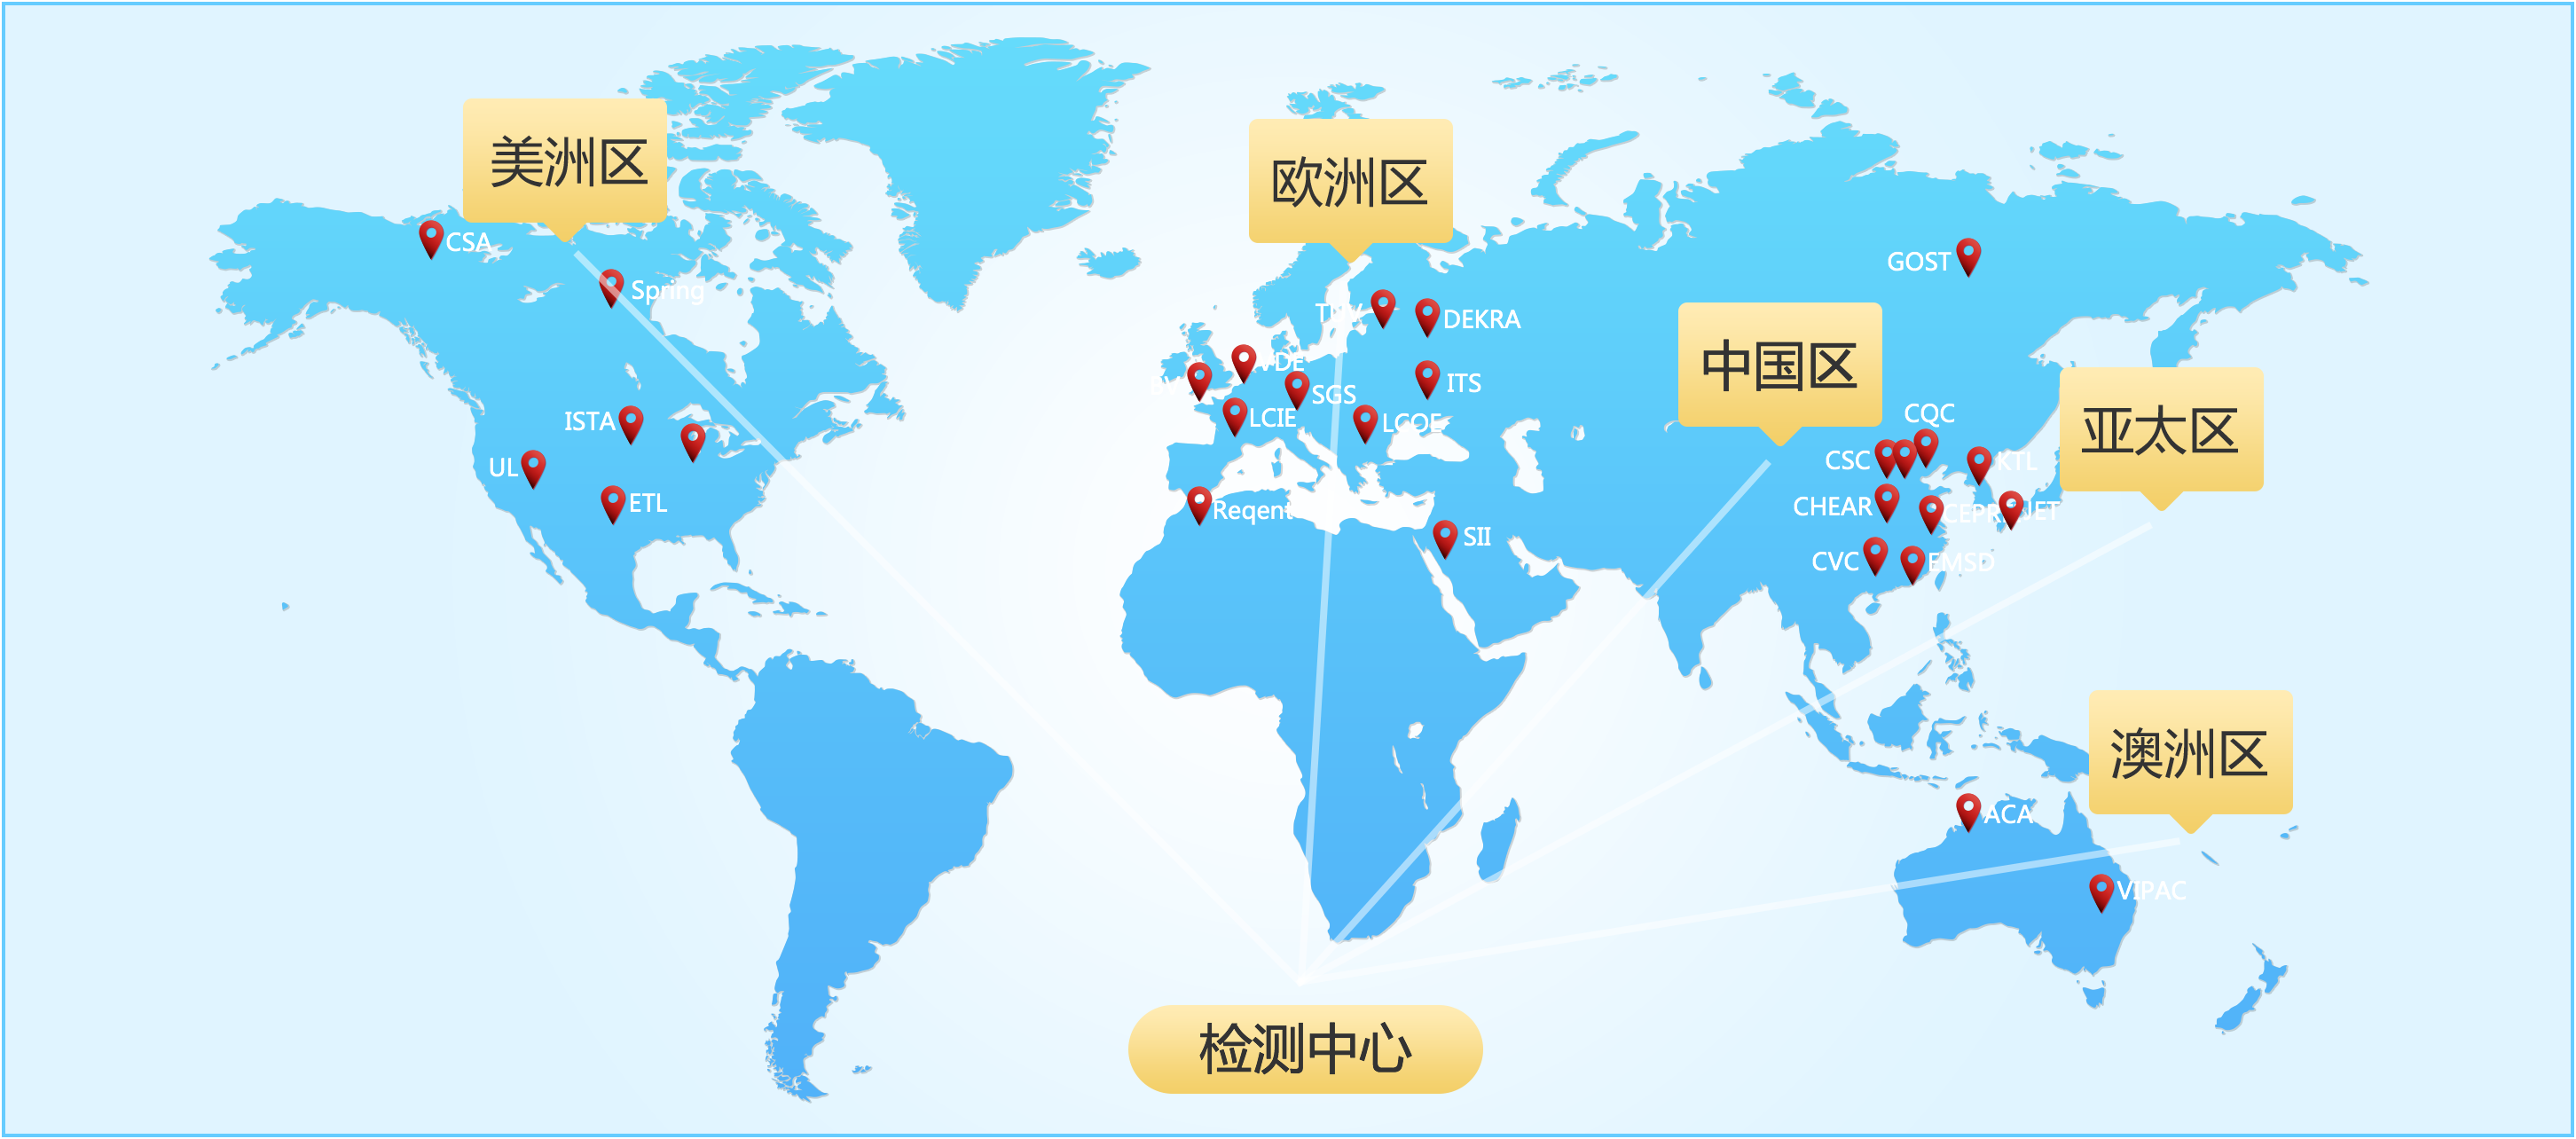 美洲区
欧洲区
CSA
GOST
Spring
DEKRA
中国区
VDE
ITS
SGS
亚太区
LCIE
LCOE
ISTA
CQC
CSC
KTL
UL
ETL
Reqent
CHEAR
JET
SII
CVC
EMSD
澳洲区
ACA
VIPAC
检测中心